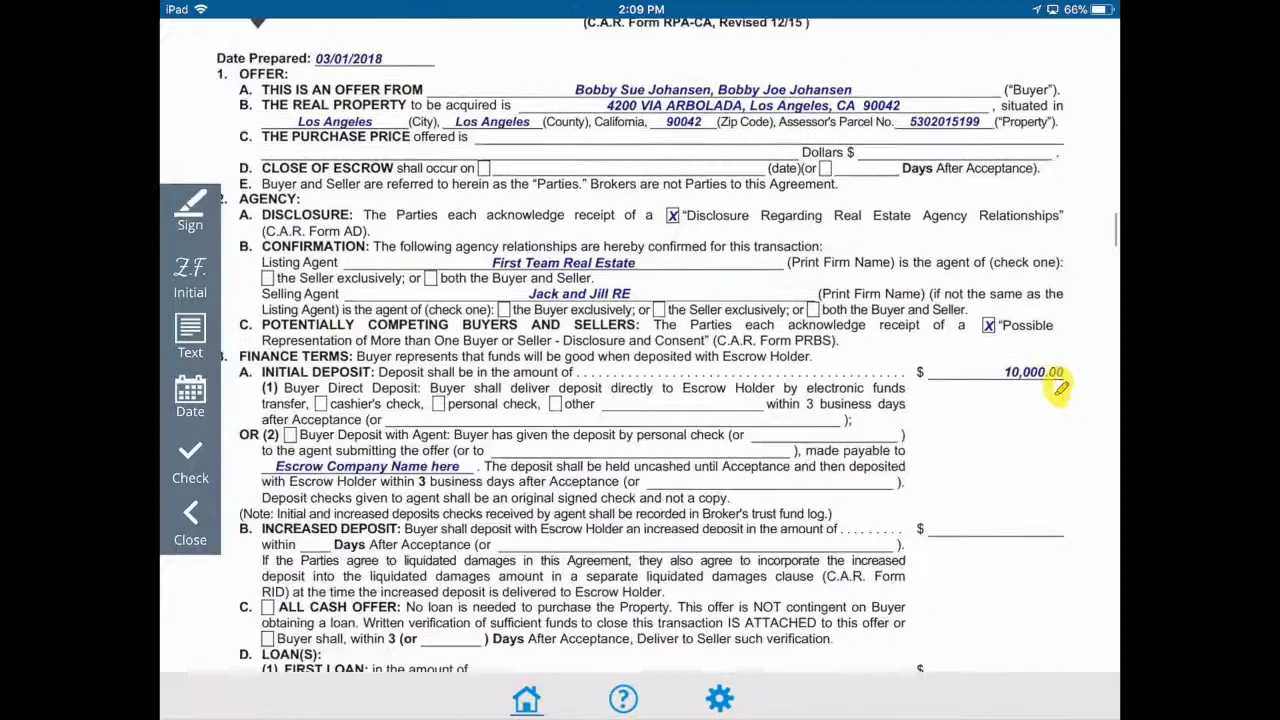 iPad 2:09 PM 66%
(C.A.R. Form RPA-CA, Revised 12/15 )
Date Prepared: 03/01/2018
1. OFFER:
A. THIS IS AN OFFER FROM Bobby Sue Johansen, Bobby Joe Johansen ("Buyer").
B. THE REAL PROPERTY to be acquired is 4200 VIA ARBOLADA, Los Angeles, CA 90042 , situated in
Los Angeles (City), Los Angeles (County), California, 90042 (Zip Code), Assessor's Parcel No. 5302015199 ("Property").
C. THE PURCHASE PRICE offered is
Dollars $ .
D. CLOSE OF ESCROW shall occur on (date)(or Days After Acceptance).
E. Buyer and Seller are referred to herein as the "Parties." Brokers are not Parties to this Agreement.
. AGENCY:
A. DISCLOSURE: The Parties each acknowledge receipt of a X "Disclosure Regarding Real Estate Agency Relationships"
(C.A.R. Form AD).
B. CONFIRMATION: The following agency relationships are hereby confirmed for this transaction:
Listing Agent First Team Real Estate (Print Firm Name) is the agent of (check one):
the Seller exclusively; or both the Buyer and Seller.
Selling Agent Jack and Jill RE (Print Firm Name) (if not the same as the
Listing Agent) is the agent of (check one): the Buyer exclusively; or the Seller exclusively; or both the Buyer and Seller.
C. POTENTIALLY COMPETING BUYERS AND SELLERS: The Parties each acknowledge receipt of a X "Possible
Representation of More than One Buyer or Seller - Disclosure and Consent" (C.A.R. Form PRBS).
. FINANCE TERMS: Buyer represents that funds will be good when deposited with Escrow Holder.
A. INITIAL DEPOSIT: Deposit shall be in the amount of . . . . . . . . . . . . . . . . . . . . . . . . . . . . . . . . . . . . . . . . . . . . . . . $ 10,000.00
(1) Buyer Direct Deposit: Buyer shall deliver deposit directly to Escrow Holder by electronic funds
transfer, cashier's check, personal check, other within 3 business days
after Acceptance (or );
OR (2) Buyer Deposit with Agent: Buyer has given the deposit by personal check (or )
to the agent submitting the offer (or to ), made payable to
Escrow Company Name here . The deposit shall be held uncashed until Acceptance and then deposited
with Escrow Holder within 3 business days after Acceptance (or ).
Deposit checks given to agent shall be an original signed check and not a copy.
(Note: Initial and increased deposits checks received by agent shall be recorded in Broker's trust fund log.)
B. INCREASED DEPOSIT: Buyer shall deposit with Escrow Holder an increased deposit in the amount of . . . . . . . . . $
within Days After Acceptance (or ).
If the Parties agree to liquidated damages in this Agreement, they also agree to incorporate the increased
deposit into the liquidated damages amount in a separate liquidated damages clause (C.A.R. Form
RID) at the time the increased deposit is delivered to Escrow Holder.
C. ALL CASH OFFER: No loan is needed to purchase the Property. This offer is NOT contingent on Buyer
obtaining a loan. Written verification of sufficient funds to close this transaction IS ATTACHED to this offer or
Buyer shall, within 3 (or ) Days After Acceptance, Deliver to Seller such verification.
D. LOAN(S):
(1) FIRST LOAN: in the amount of $
Sign
Z.F.
Initial
Text
Date
Check
Close